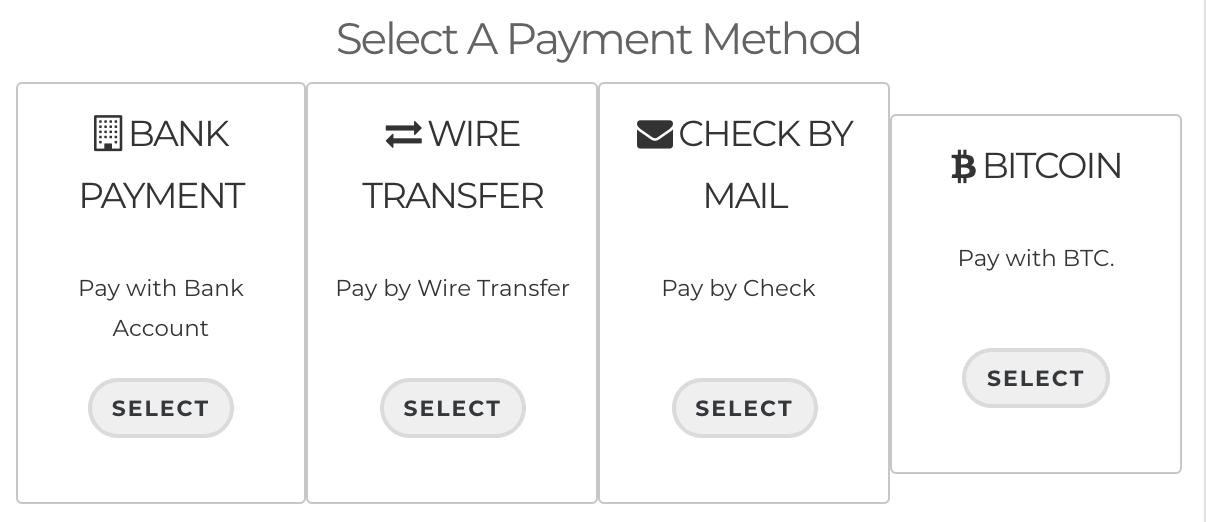 Select A Payment Method
BANK
PAYMENT
Pay with Bank
Account
SELECT
WIRE
TRANSFER
Pay by Wire Transfer
SELECT
CHECK BY
MAIL
Pay by Check
SELECT
BITCOIN
Pay with BTC.
SELECT